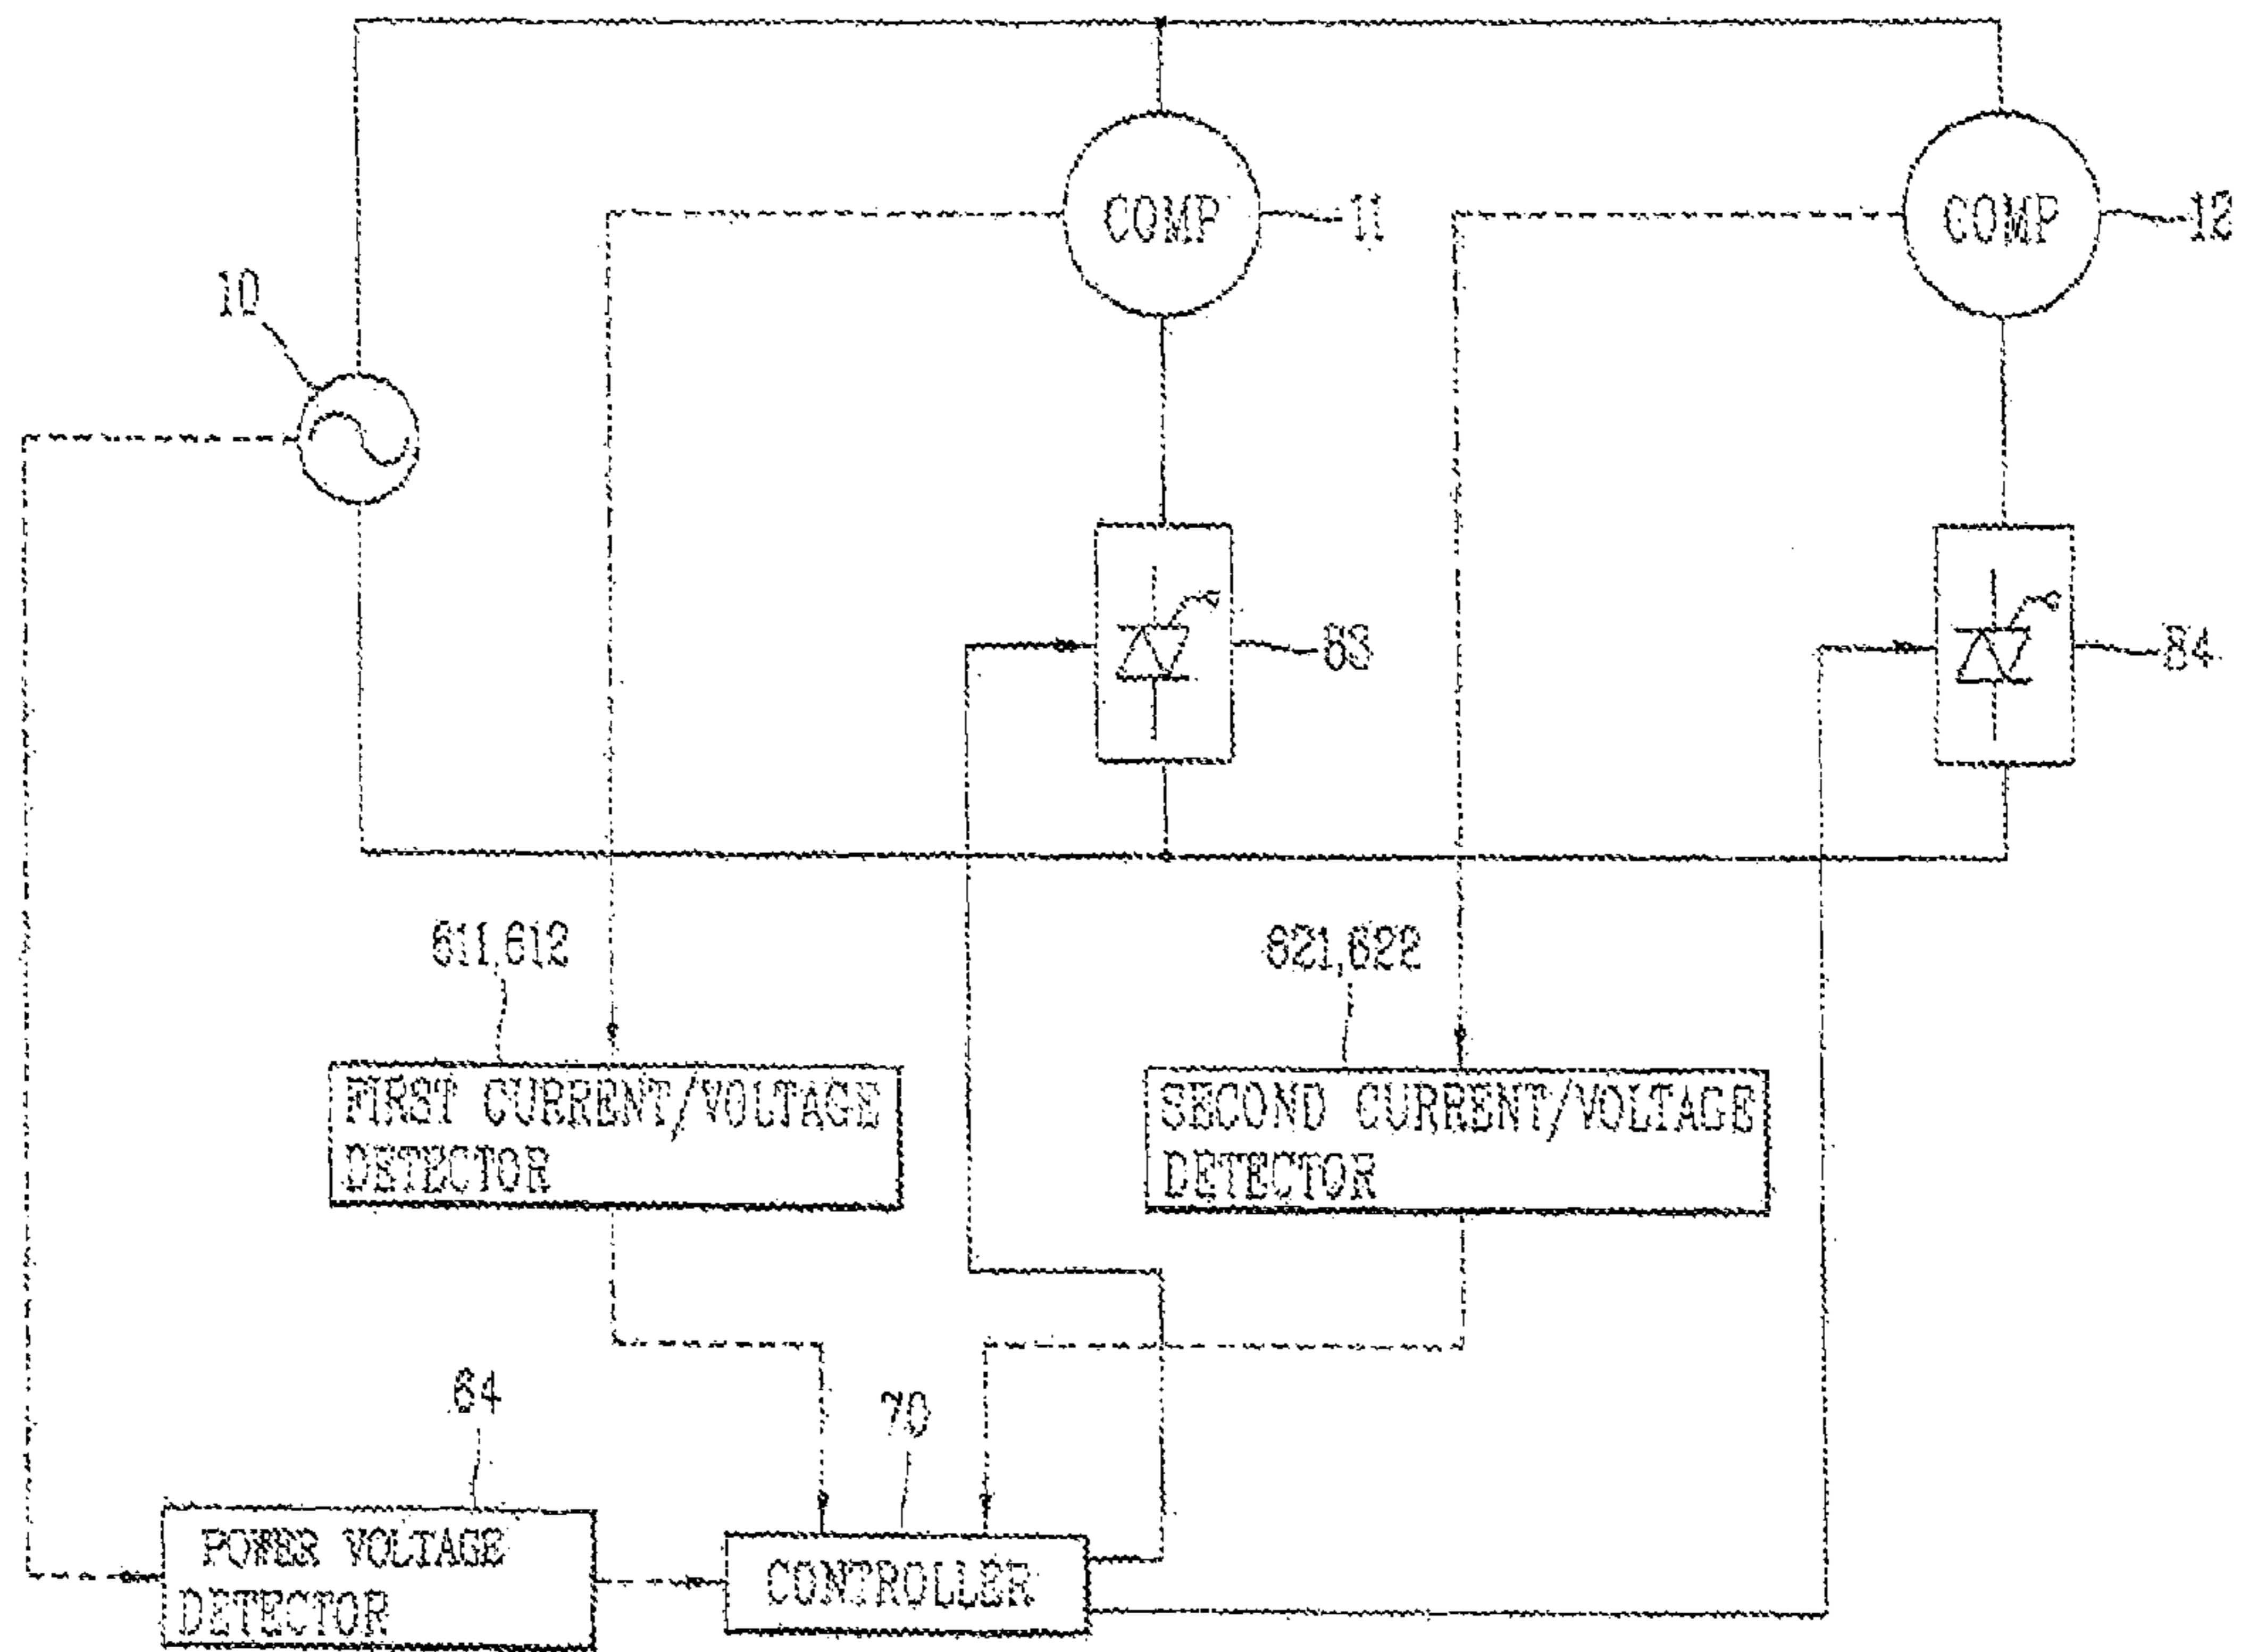 COMP
11
COMP
12
10
84
611,612
621,622
FIRST CURRENT/VOLTAGE
DETECTOR
SECOND CURRENT/VOLTAGE
DETECTOR
64
70
POWER VOLTAGE
DETECTOR
CONTROLLER